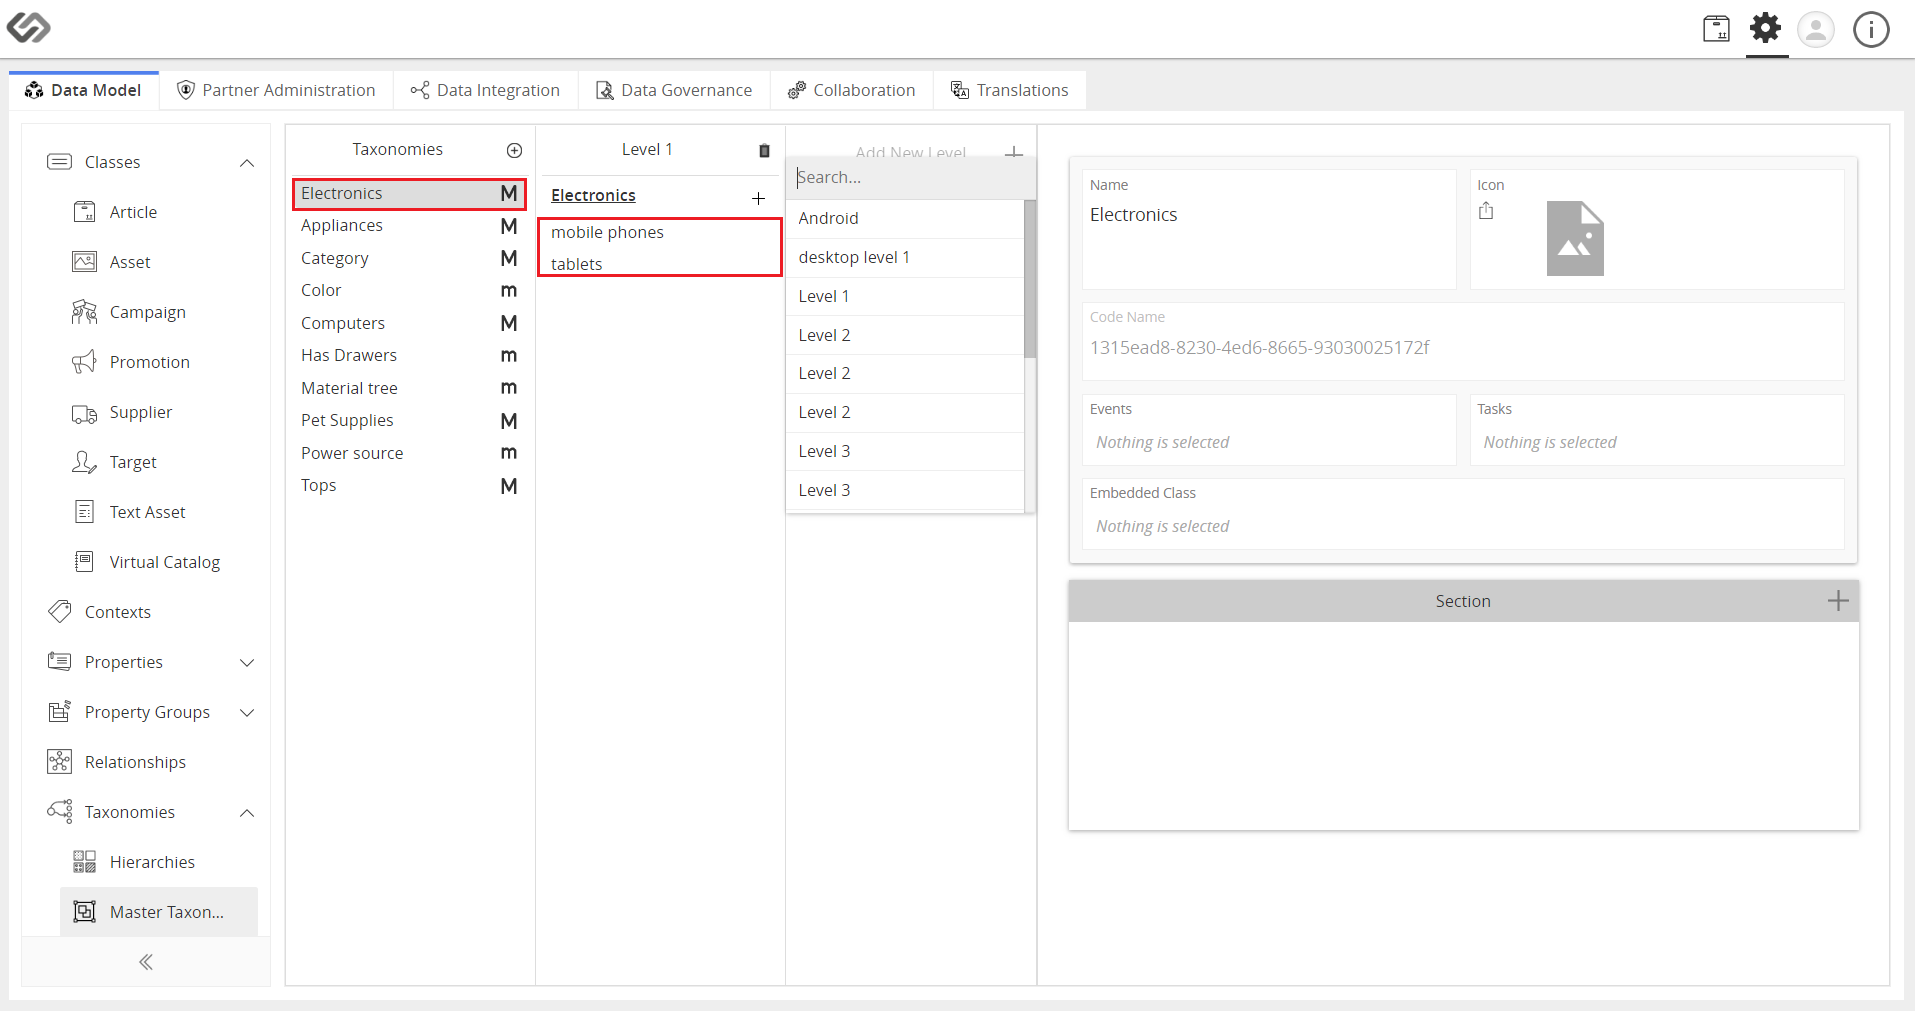 Data Model
Partner Administration
Data Integration
Data Governance
Collaboration
Translations
Classes
Article
Asset
Campaign
Promotion
Supplier
Target
Text Asset
Virtual Catalog
Contexts
Properties
Property Groups
Relationships
Taxonomies
Hierarchies
Master Taxon...
Taxonomies
Electronics M
Appliances M
Category M
Color m
Computers M
Has Drawers m
Material tree m
Pet Supplies M
Power source m
Tops M
Level 1
Electronics
mobile phones
tablets
Add New Level
Search...
Android
desktop level 1
Level 1
Level 2
Level 2
Level 2
Level 3
Level 3
Name
Electronics
Icon
Code Name
1315ead8-8230-4ed6-8665-93030025172f
Events
Nothing is selected
Tasks
Nothing is selected
Embedded Class
Nothing is selected
Section